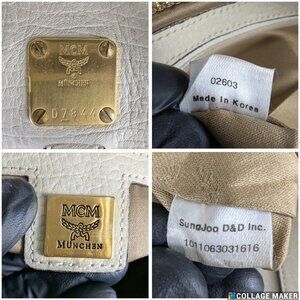 MCM
D7844
02603
Made in Korea
MCM
MÜNCHEN
SungJoo D&D Inc.
1011063031616
COLLAGE MAKER